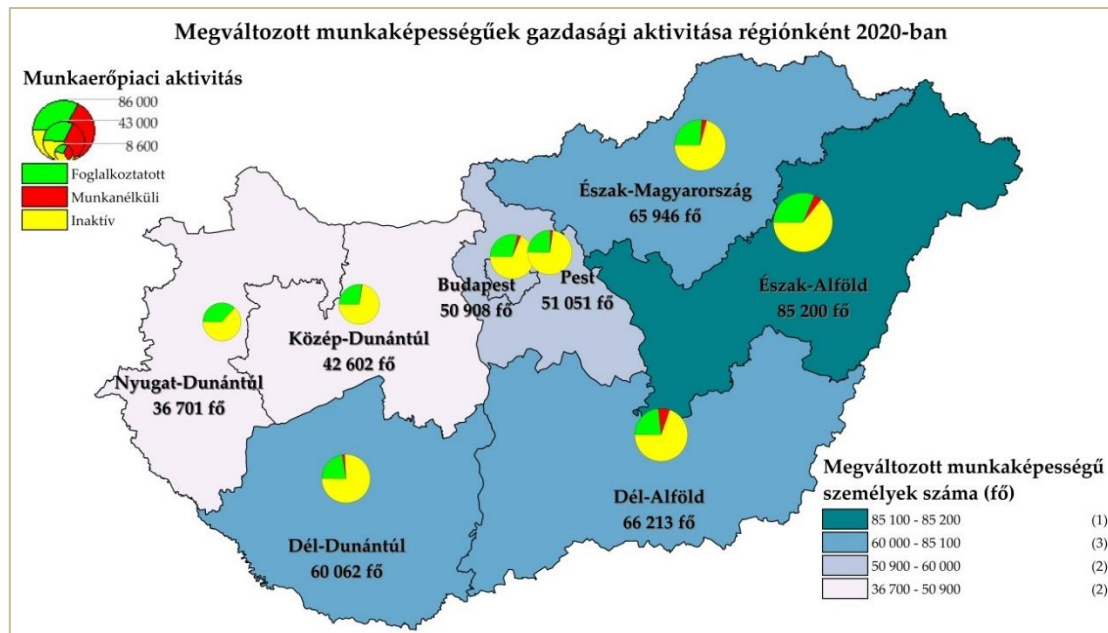 Megváltozott munkaképességűek gazdasági aktivitása régiónként 2020-ban
Munkaerőpiaci aktivitás
86 000
43 000
8 600
Foglalkoztatott
Munkanélküli
Inaktív
Észak-Magyarország
65 946 fő
Budapest
50 908 fő
Pest
51 051 fő
Észak-Alföld
85 200 fő
Közép-Dunántúl
42 602 fő
Nyugat-Dunántúl
36 701 fő
Dél-Alföld
66 213 fő
Dél-Dunántúl
60 062 fő
Megváltozott munkaképességű
személyek száma (fő)
85 100 - 85 200 (1)
60 000 - 85 100 (3)
50 900 - 60 000 (2)
36 700 - 50 900 (2)